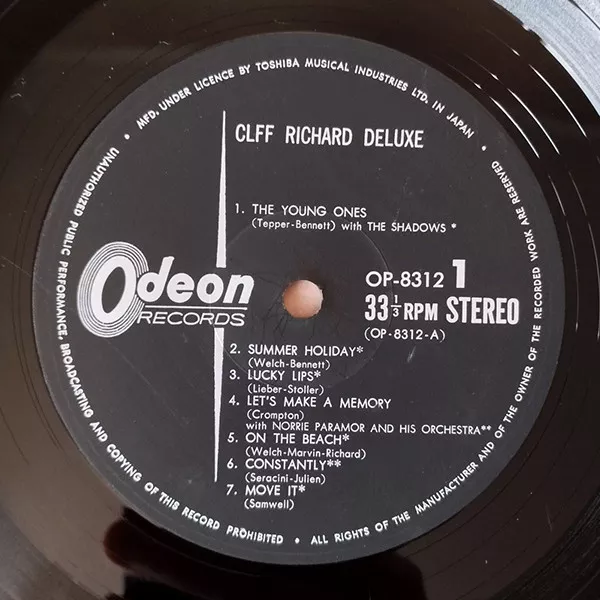 • MFD. UNDER LICENCE BY TOSHIBA MUSICAL INDUSTRIES LTD. IN JAPAN •
CLFF RICHARD DELUXE
1. THE YOUNG ONES
(Tepper-Bennett) with THE SHADOWS *
Odeon
RECORDS
OP-8312 1
33 1/3 RPM STEREO
(OP-8312-A)
2. SUMMER HOLIDAY*
(Welch-Bennett)
3. LUCKY LIPS*
(Lieber-Stoller)
4. LET'S MAKE A MEMORY
(Crompton)
with NORRIE PARAMOR AND HIS ORCHESTRA**
5. ON THE BEACH*
(Welch-Marvin-Richard)
6. CONSTANTLY**
(Seracini-Julien)
7. MOVE IT*
(Samwell)
UNAUTHORIZED PUBLIC PERFORMANCE, BROADCASTING AND COPYING OF THIS RECORD PROHIBITED • ALL RIGHTS OF THE MANUFACTURER AND OF THE OWNER OF THE RECORDED WORK ARE RESERVED